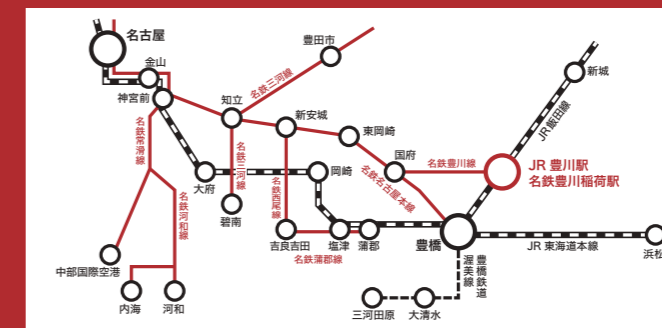 名古屋
金山
神宮前
豊田市
名鉄三河線
知立
新安城
東岡崎
新城
JR飯田線
名鉄常滑線
名鉄三河線
国府
名鉄豊川線
JR 豊川駅
名鉄豊川稲荷駅
大府
岡崎
名鉄西尾線
名鉄名古屋本線
名鉄河和線
碧南
吉良吉田
塩津
蒲郡
名鉄蒲郡線
豊橋
JR 東海道本線
浜松
中部国際空港
豊橋鉄道
渥美線
内海
河和
三河田原
大清水